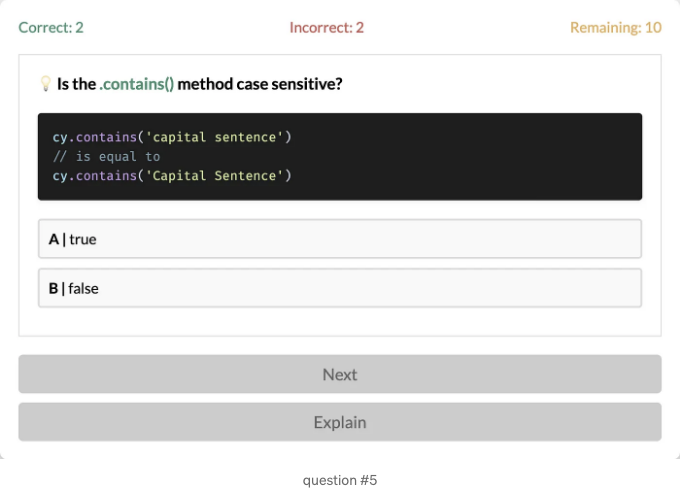 Correct: 2
Incorrect: 2
Remaining: 10
💡 Is the .contains() method case sensitive?
cy.contains('capital sentence')
// is equal to
cy.contains('Capital Sentence')
A | true
B | false
Next
Explain
question #5